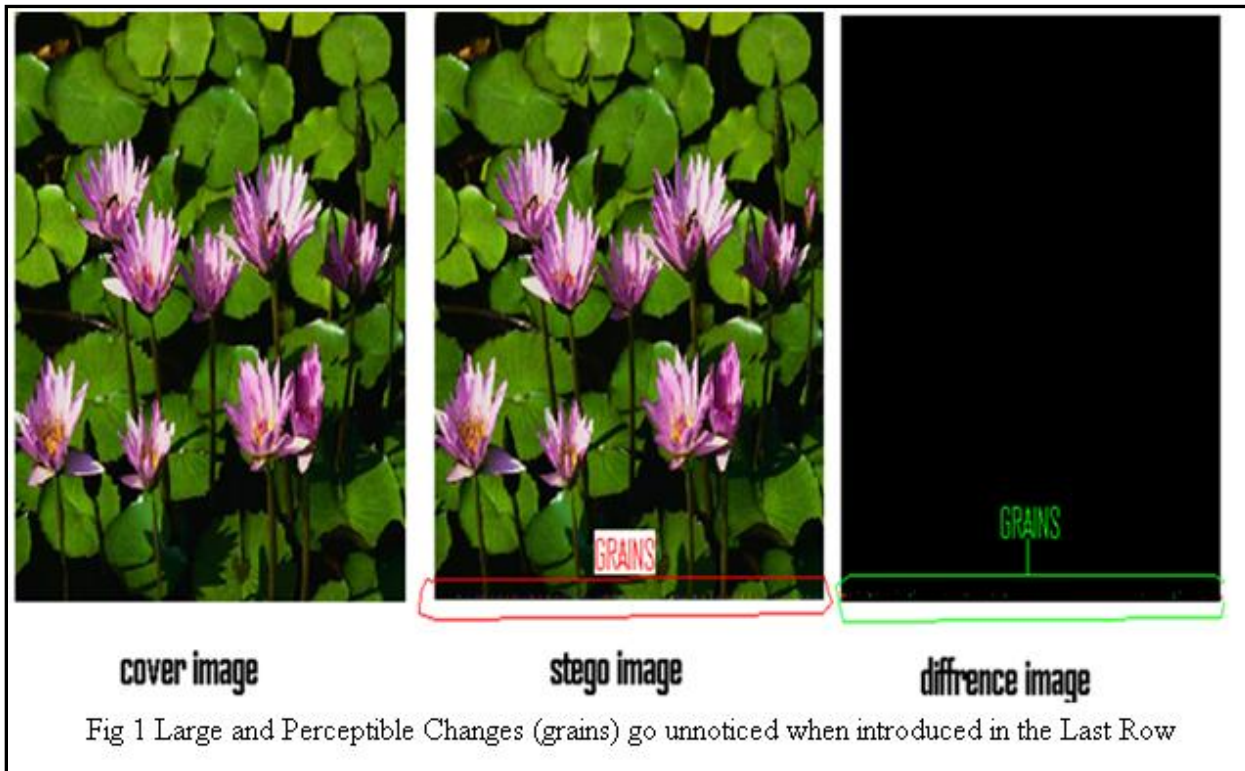 GRAINS
GRAINS
cover image
stego image
diffrence image
Fig 1 Large and Perceptible Changes (grains) go unnoticed when introduced in the Last Row